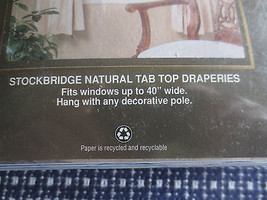 STOCKBRIDGE NATURAL TAB TOP DRAPERIES
Fits windows up to 40" wide.
Hang with any decorative pole.
Paper is recycled and recyclable